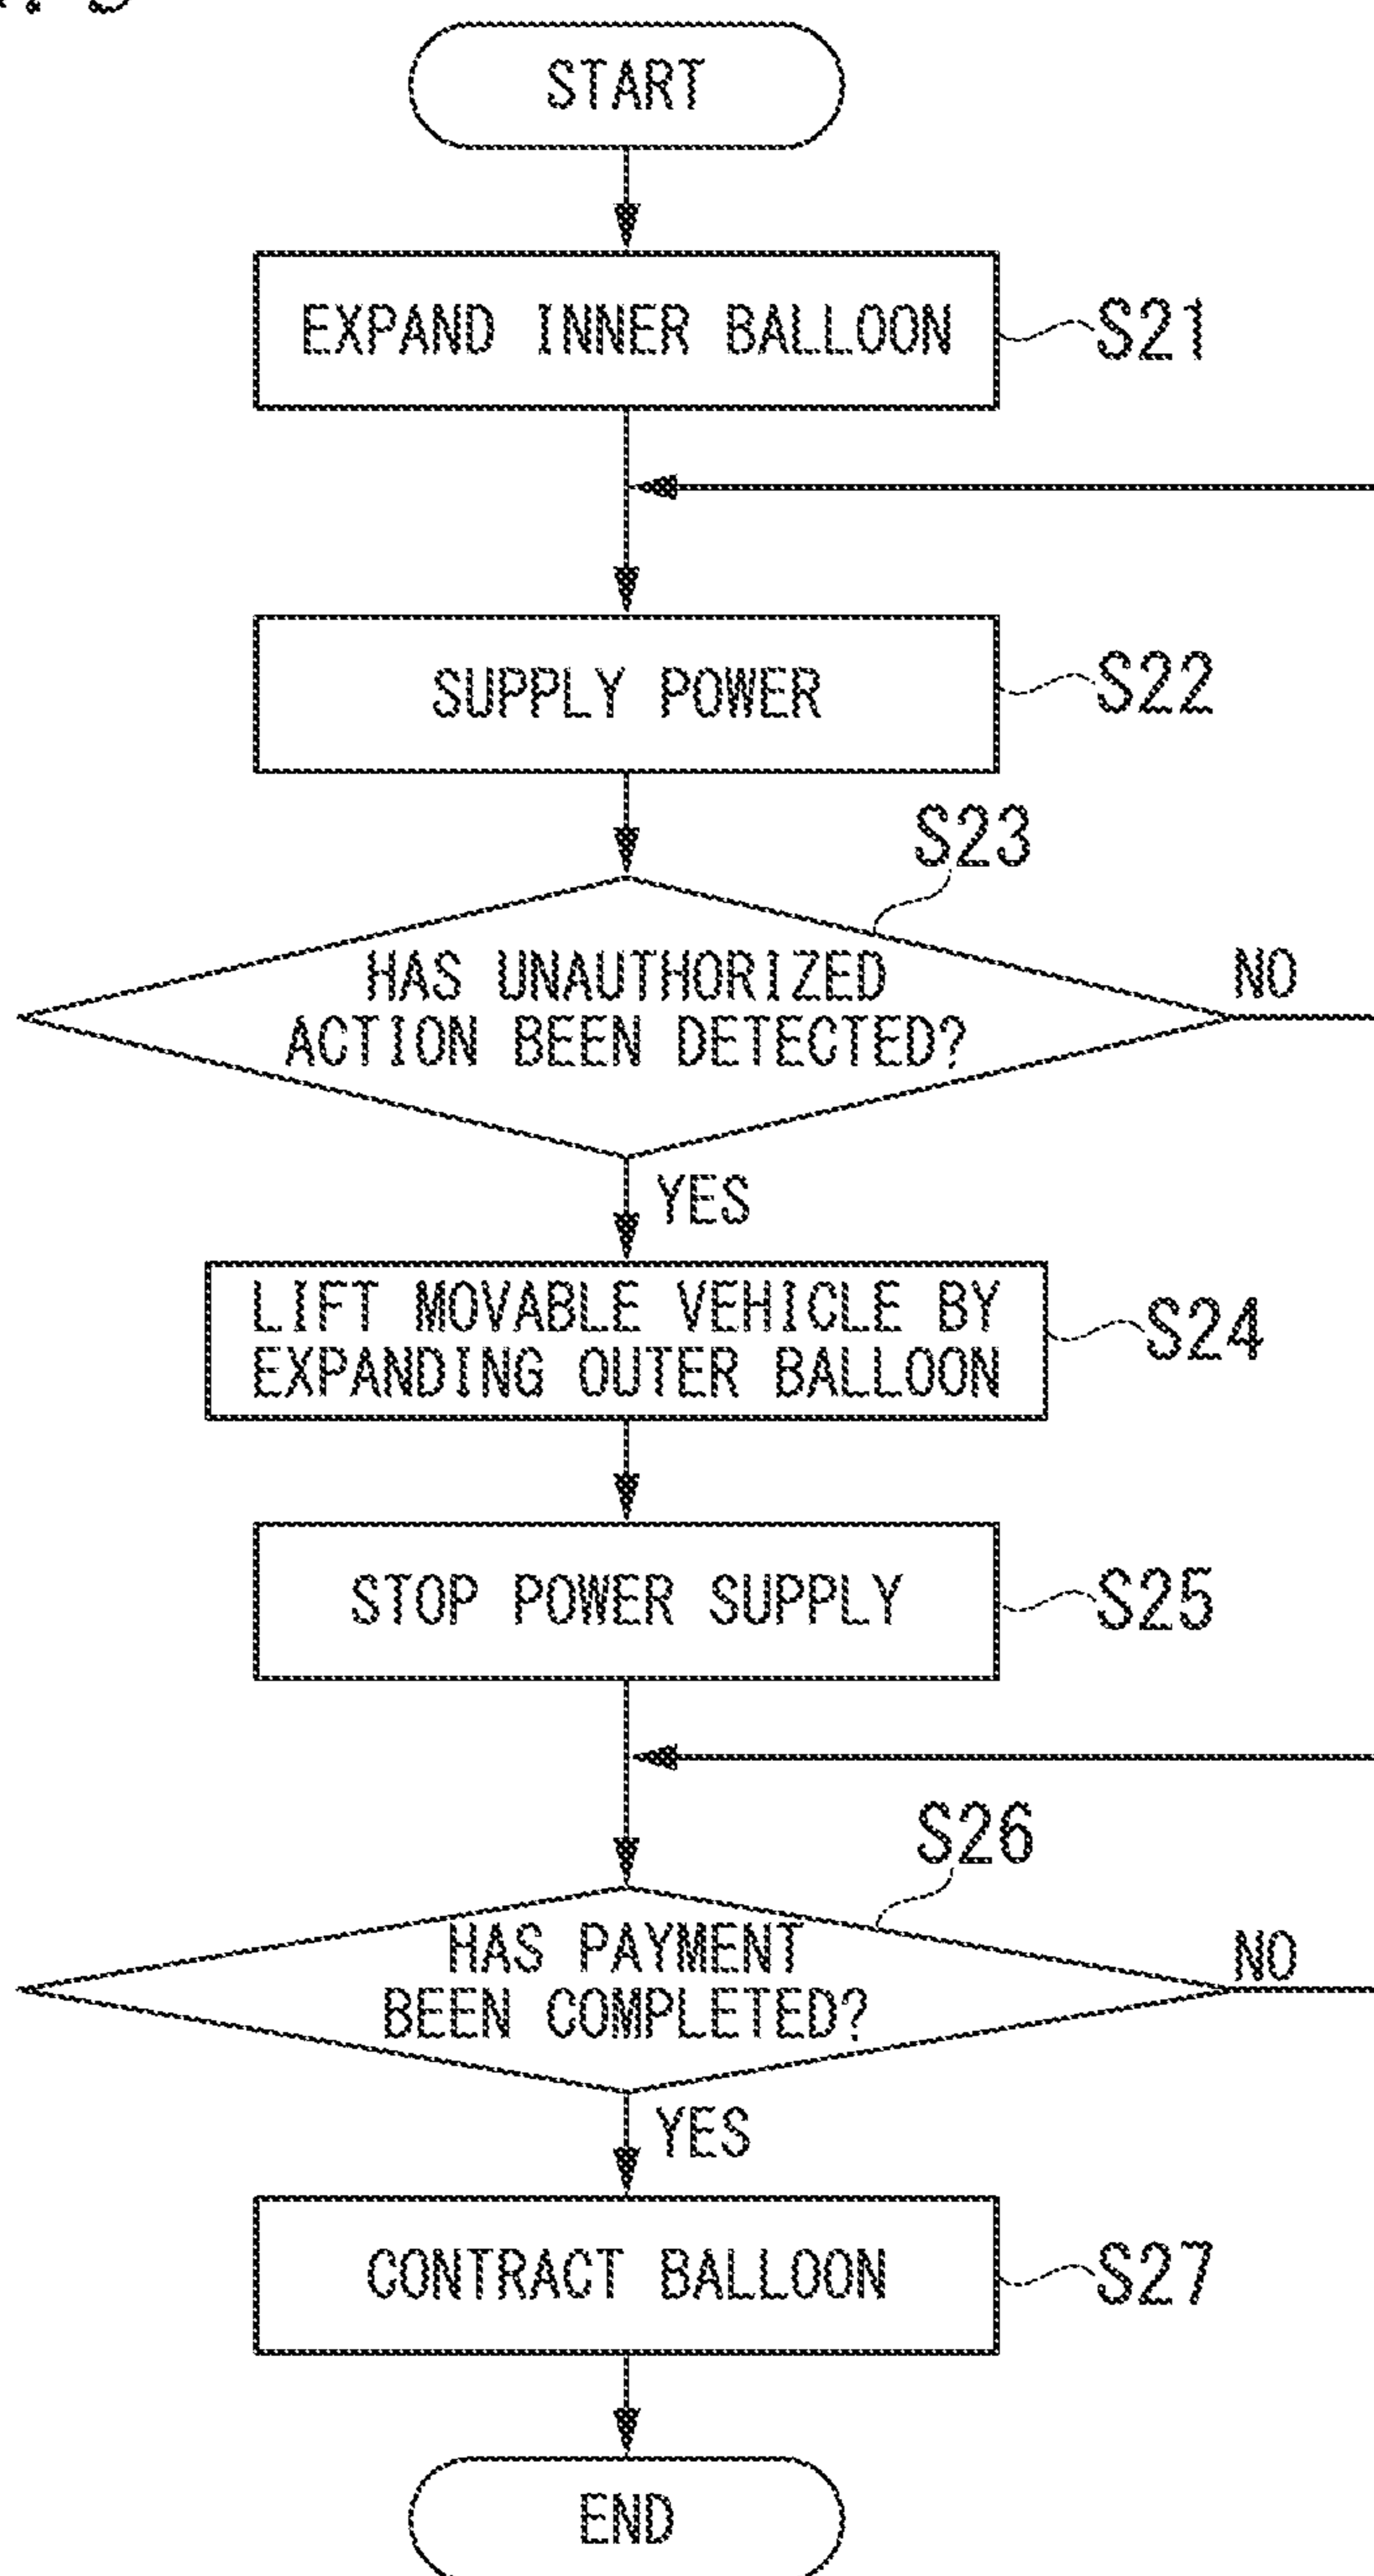 START
EXPAND INNER BALLOON
S21
SUPPLY POWER
S22
S23
HAS UNAUTHORIZED
ACTION BEEN DETECTED?
NO
YES
LIFT MOVABLE VEHICLE BY
EXPANDING OUTER BALLOON
S24
STOP POWER SUPPLY
S25
S26
HAS PAYMENT
BEEN COMPLETED?
NO
YES
CONTRACT BALLOON
S27
END